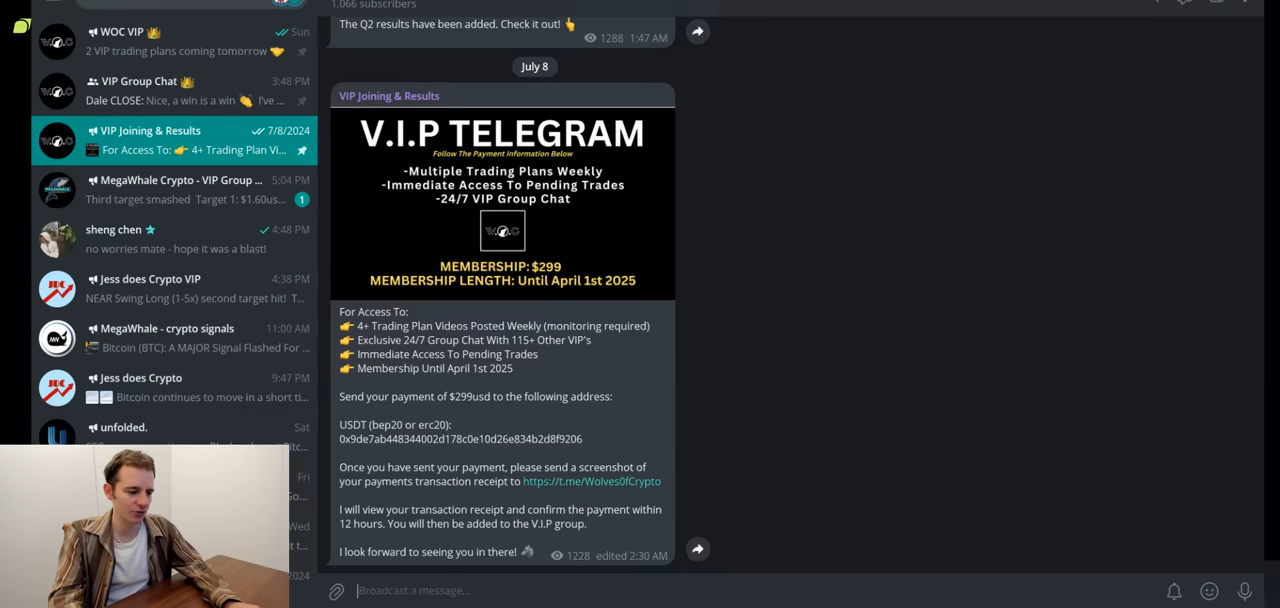 WOC VIP 👑
Sun
2 VIP trading plans coming tomorrow 🤝
VIP Group Chat 👑
3:48 PM
Dale CLOSE: Nice, a win is a win 👏 I've ...
VIP Joining & Results
7/8/2024
For Access To: 👉 4+ Trading Plan Vi...
MegaWhale Crypto - VIP Group ...
5:04 PM
Third target smashed Target 1: $1.60us...
1
sheng chen
4:48 PM
no worries mate - hope it was a blast!
Jess does Crypto VIP
4:38 PM
NEAR Swing Long (1-5x) second target hit! T...
MegaWhale - crypto signals
11:00 AM
Bitcoin (BTC): A MAJOR Signal Flashed For ...
Jess does Crypto
9:47 PM
Bitcoin continues to move in a short ti...
unfolded.
Sat
Fri
Wed
2024
1,066 subscribers
The Q2 results have been added. Check it out! 👆
1288 1:47 AM
July 8
VIP Joining & Results
V.I.P TELEGRAM
Follow The Payment Information Below
-Multiple Trading Plans Weekly
-Immediate Access To Pending Trades
-24/7 VIP Group Chat
W.O.C
MEMBERSHIP: $299
MEMBERSHIP LENGTH: Until April 1st 2025
For Access To:
👉 4+ Trading Plan Videos Posted Weekly (monitoring required)
👉 Exclusive 24/7 Group Chat With 115+ Other VIP's
👉 Immediate Access To Pending Trades
👉 Membership Until April 1st 2025
Send your payment of $299usd to the following address:
USDT (bep20 or erc20):
0x9de7ab448344002d178c0e10d26e834b2d8f9206
Once you have sent your payment, please send a screenshot of
your payments transaction receipt to https://t.me/Wolves0fCrypto
I will view your transaction receipt and confirm the payment within
12 hours. You will then be added to the V.I.P group.
I look forward to seeing you in there! 🐺
1228 edited 2:30 AM
Broadcast a message...